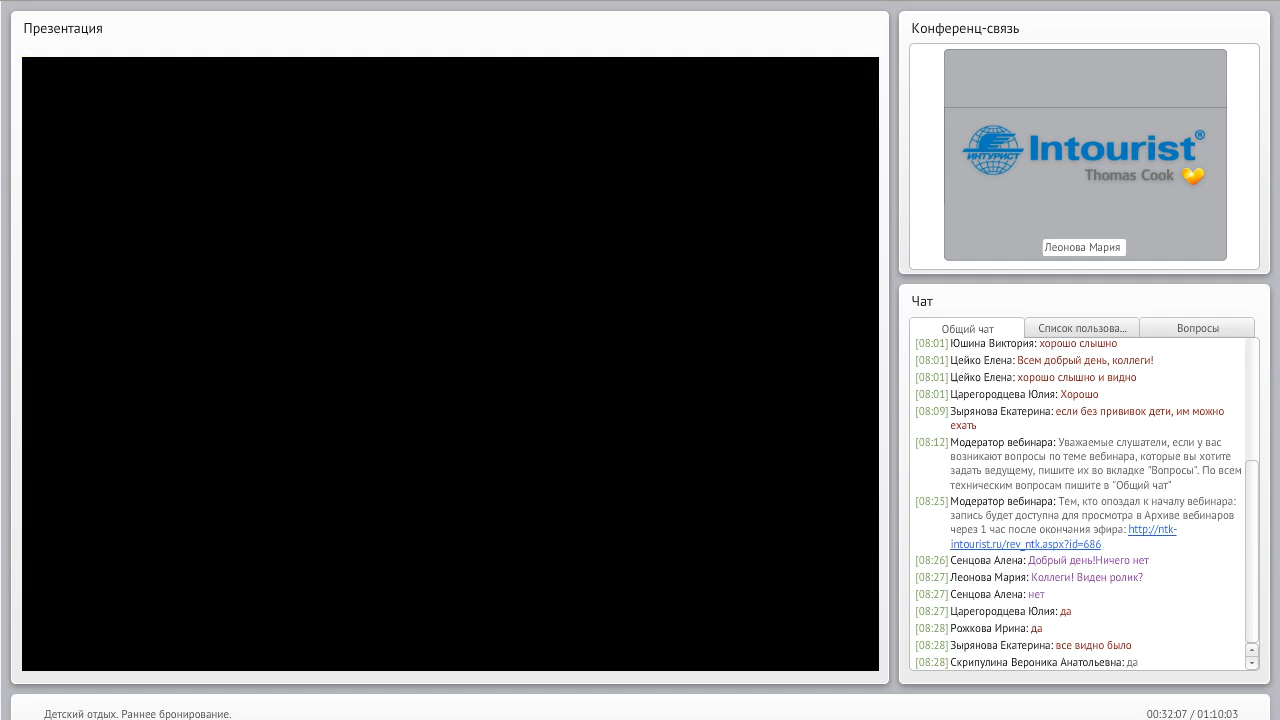 Презентация
Конференц-связь
ИНТУРИСТ
Intourist®
Thomas Cook
Леонова Мария
Чат
Общий чат
Список пользова...
Вопросы
[08:01] Юшина Виктория: хорошо слышно
[08:01] Цейко Елена: Всем добрый день, коллеги!
[08:01] Цейко Елена: хорошо слышно и видно
[08:01] Царегородцева Юлия: Хорошо
[08:09] Зырянова Екатерина: если без прививок дети, им можно
ехать
[08:12] Модератор вебинара: Уважаемые слушатели, если у вас
возникают вопросы по теме вебинара, которые вы хотите
задать ведущему, пишите их во вкладке "Вопросы". По всем
техническим вопросам пишите в "Общий чат"
[08:25] Модератор вебинара: Тем, кто опоздал к началу вебинара:
запись будет доступна для просмотра в Архиве вебинаров
через 1 час после окончания эфира: http://ntk-
intourist.ru/rev_ntk.aspx?id=686
[08:26] Сенцова Алена: Добрый день!Ничего нет
[08:27] Леонова Мария: Коллеги! Виден ролик?
[08:27] Сенцова Алена: нет
[08:27] Царегородцева Юлия: да
[08:28] Рожкова Ирина: да
[08:28] Зырянова Екатерина: все видно было
[08:28] Скрипулина Вероника Анатольевна: да
Детский отдых. Раннее бронирование.
00:32:07 / 01:10:03